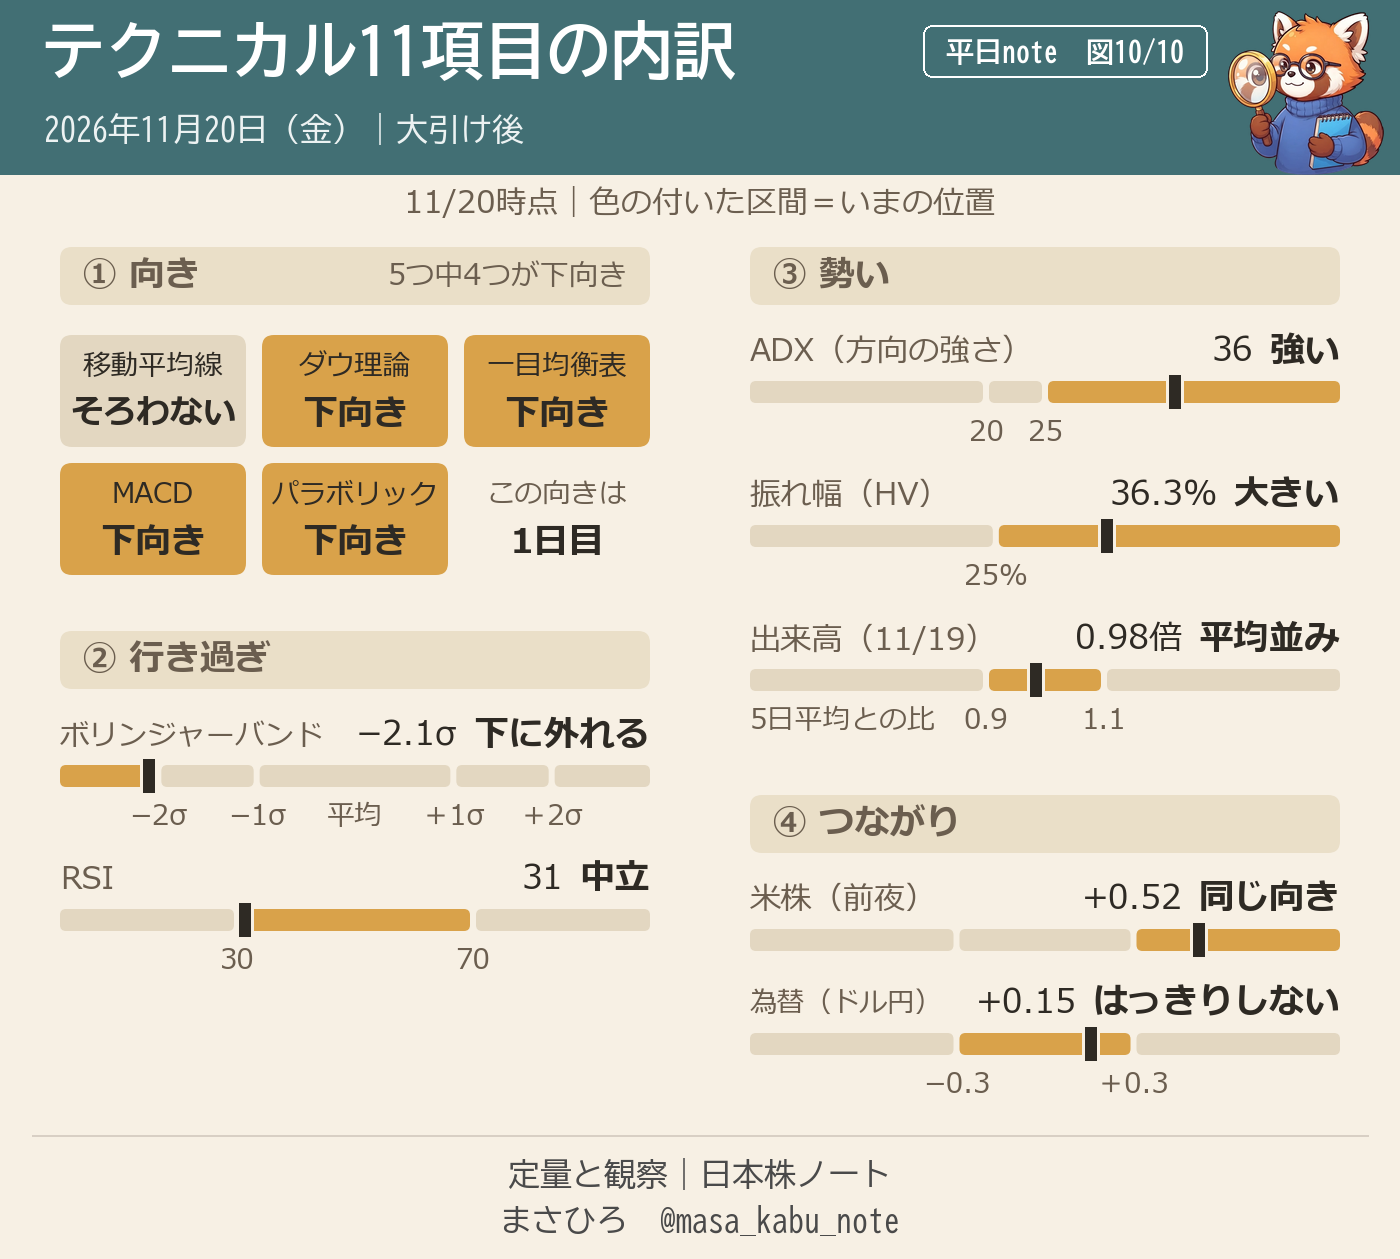 テクニカル11項目の内訳
平日note 図10/10
2026年11月20日（金）｜大引け後
11/20時点｜色の付いた区間＝いまの位置
① 向き 5つ中4つが下向き
移動平均線
そろわない
ダウ理論
下向き
一目均衡表
下向き
MACD
下向き
パラボリック
下向き
この向きは
1日目
② 行き過ぎ
ボリンジャーバンド −2.1σ 下に外れる
−2σ −1σ 平均 +1σ +2σ
RSI 31 中立
30 70
③ 勢い
ADX（方向の強さ） 36 強い
20 25
振れ幅（HV） 36.3% 大きい
25%
出来高（11/19） 0.98倍 平均並み
5日平均との比 0.9 1.1
④ つながり
米株（前夜） +0.52 同じ向き
為替（ドル円） +0.15 はっきりしない
−0.3 +0.3
定量と観察｜日本株ノート
まさひろ @masa_kabu_note